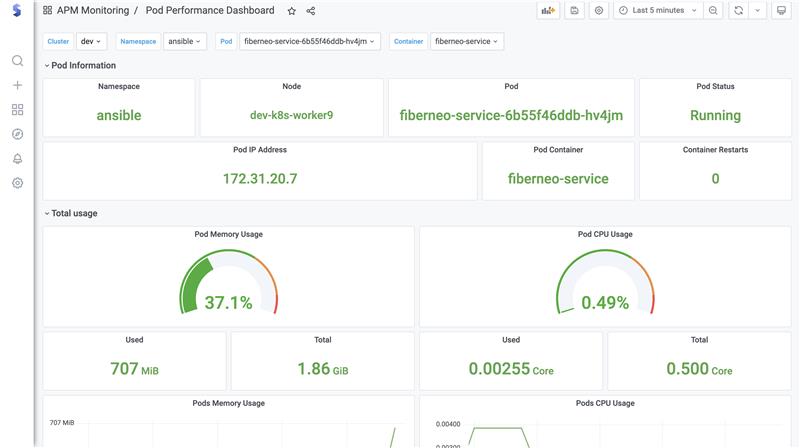 APM Monitoring / Pod Performance Dashboard
Last 5 minutes
Cluster dev Namespace ansible Pod fiberneo-service-6b55f46ddb-hv4jm Container fiberneo-service
Pod Information
Namespace Node Pod Pod Status
ansible dev-k8s-worker9 fiberneo-service-6b55f46ddb-hv4jm Running
Pod IP Address Pod Container Container Restarts
172.31.20.7 fiberneo-service 0
Total usage
Pod Memory Usage Pod CPU Usage
37.1% 0.49%
Used Total Used Total
707 MiB 1.86 GiB 0.00255 Core 0.500 Core
Pods Memory Usage Pods CPU Usage
707 MiB 0.00400
0.00300